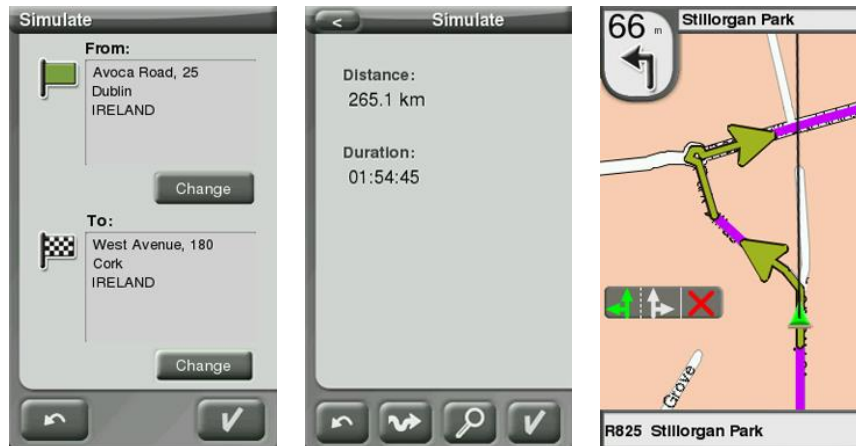 Simulate
From:
Avoca Road, 25
Dublin
IRELAND
Change
To:
West Avenue, 180
Cork
IRELAND
Change
<
Simulate
Distance:
265.1 km
Duration:
01:54:45
66 m
Stillorgan Park
Grove
R825 Stillorgan Park